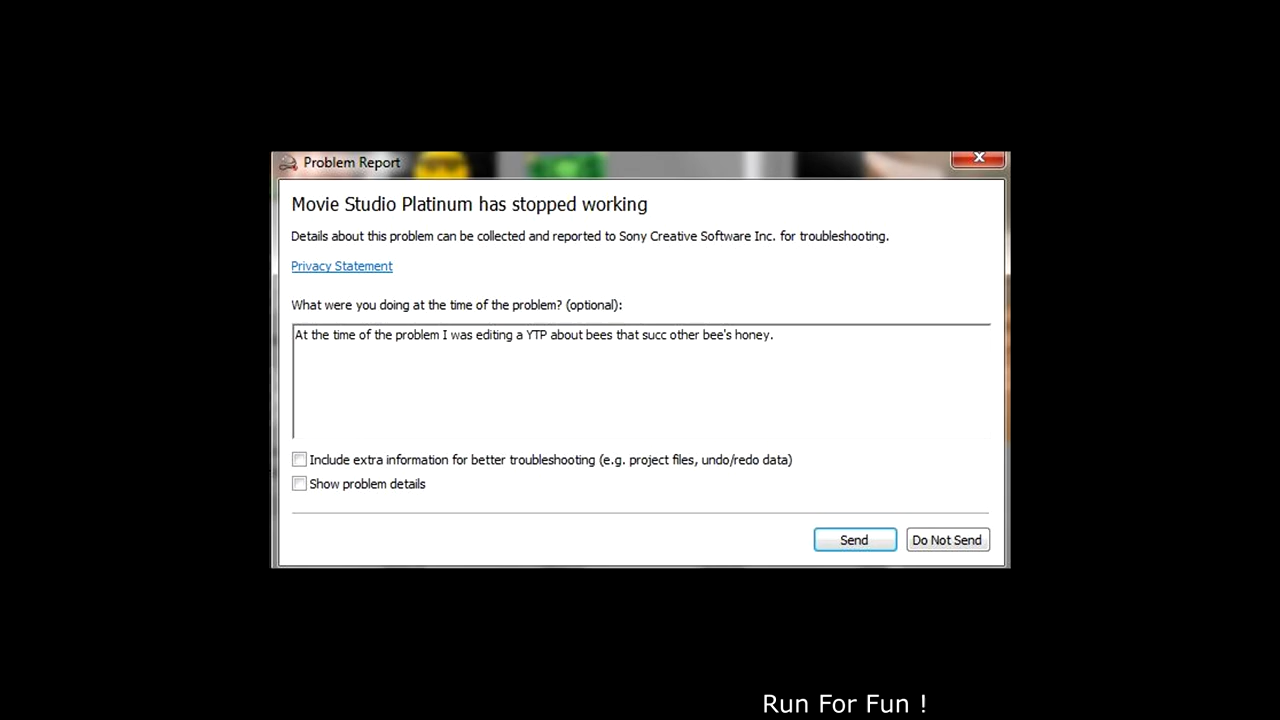 Problem Report
X
Movie Studio Platinum has stopped working
Details about this problem can be collected and reported to Sony Creative Software Inc. for troubleshooting.
Privacy Statement
What were you doing at the time of the problem? (optional):
At the time of the problem I was editing a YTP about bees that succ other bee's honey.
Include extra information for better troubleshooting (e.g. project files, undo/redo data)
Show problem details
Send Do Not Send
Run For Fun !